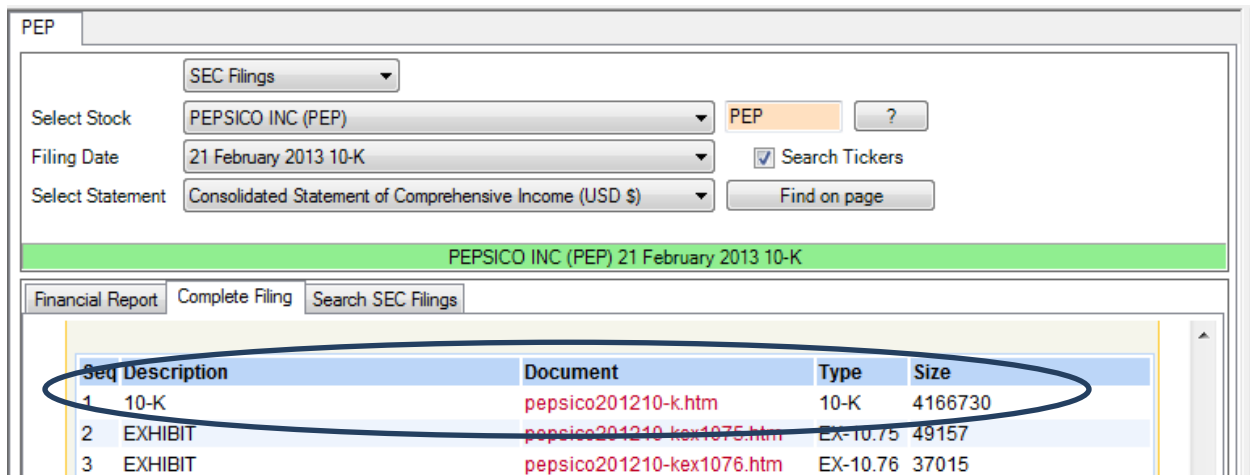 PEP
SEC Filings
Select Stock PEPSICO INC (PEP) PEP ?
Filing Date 21 February 2013 10-K Search Tickers
Select Statement Consolidated Statement of Comprehensive Income (USD $) Find on page
PEPSICO INC (PEP) 21 February 2013 10-K
Financial Report Complete Filing Search SEC Filings
Seq Description Document Type Size
1 10-K pepsico201210-k.htm 10-K 4166730
2 EXHIBIT pepsico201210-kex1075.htm EX-10.75 49157
3 EXHIBIT pepsico201210-kex1076.htm EX-10.76 37015